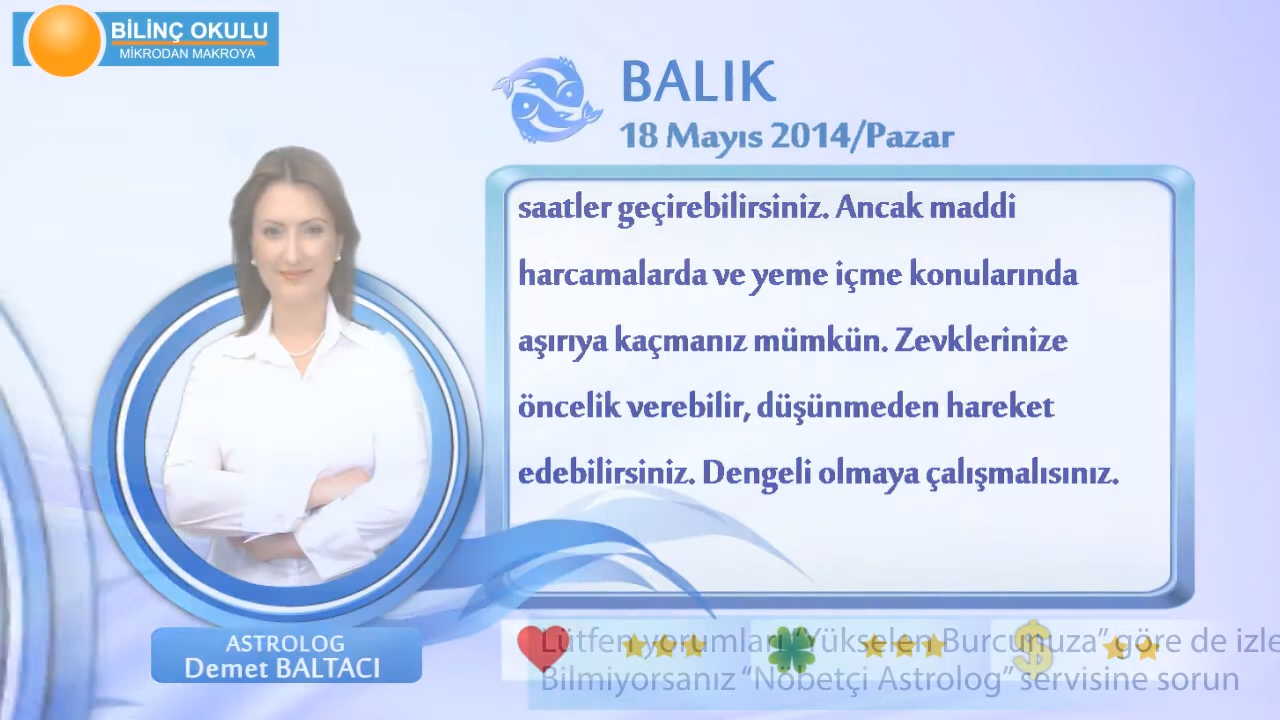 BİLİNÇ OKULU
MİKRODAN MAKROYA
BALIK
18 Mayıs 2014/Pazar
saatler geçirebilirsiniz. Ancak maddi
harcamalarda ve yeme içme konularında
aşırıya kaçmanız mümkün. Zevklerinize
öncelik verebilir, düşünmeden hareket
edebilirsiniz. Dengeli olmaya çalışmalısınız.
ASTROLOG
Demet BALTACI
Lütfen yorumları “Yükselen Burcunuza” göre de izle
Bilmiyorsanız “Nöbetçi Astrolog” servisine sorun